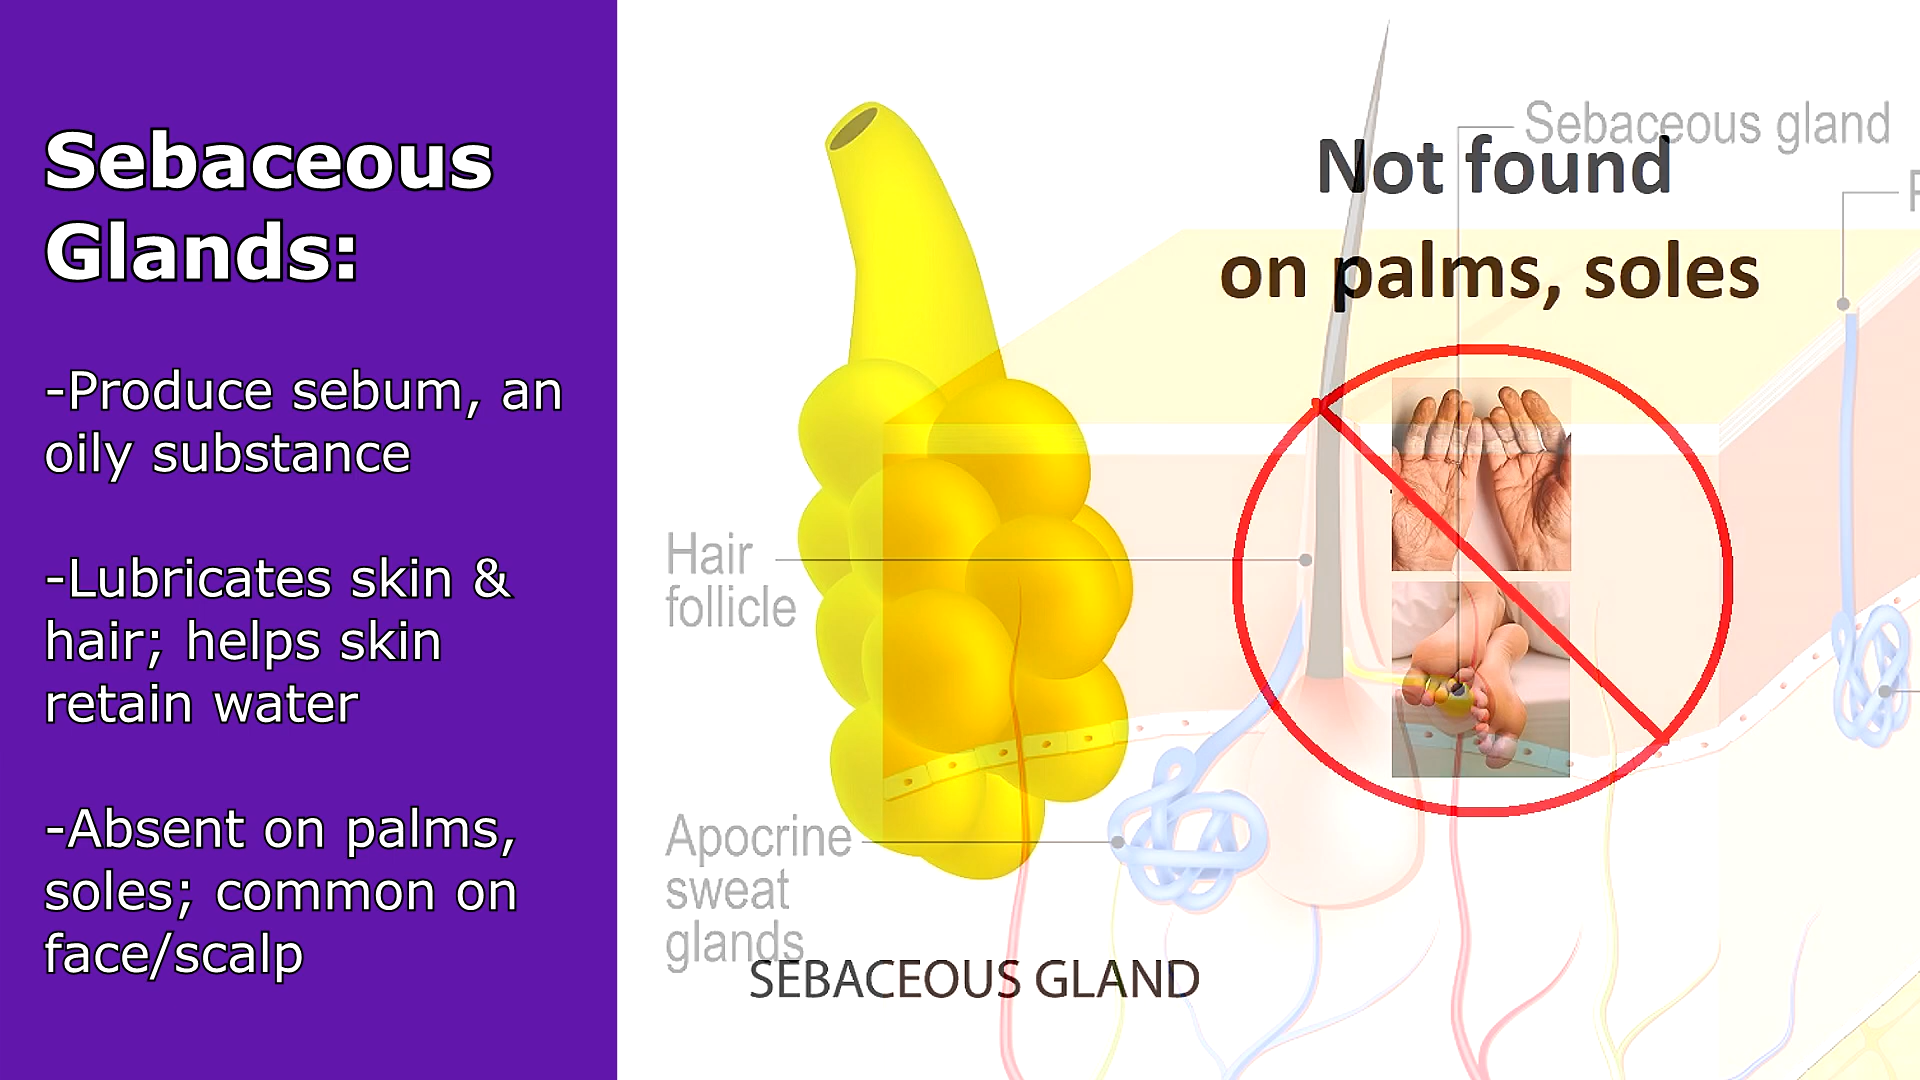 Sebaceous
Glands:
-Produce sebum, an
oily substance
-Lubricates skin &
hair; helps skin
retain water
-Absent on palms,
soles; common on
face/scalp
Sebaceous gland
Not found
on palms, soles
Hair
follicle
Apocrine
sweat
glands
SEBACEOUS GLAND